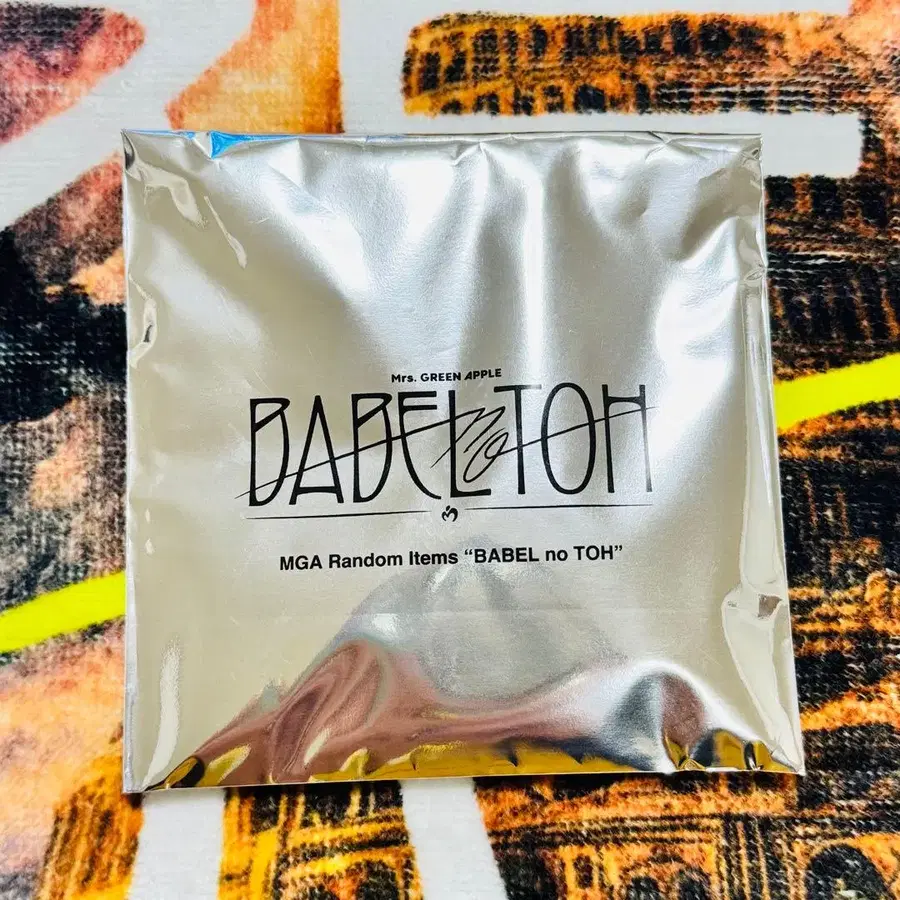 Mrs. GREEN APPLE
BABEL no TOH
MGA Random Items “BABEL no TOH”